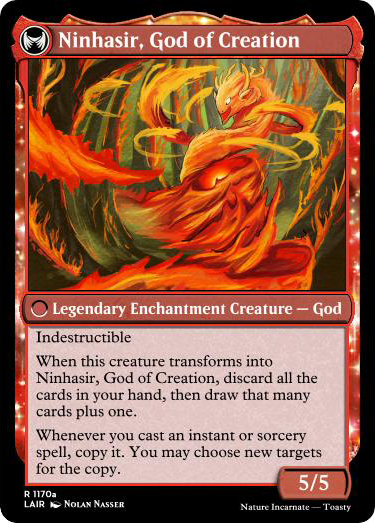 Ninhasir, God of Creation
Legendary Enchantment Creature — God
Indestructible
When this creature transforms into
Ninhasir, God of Creation, discard all the
cards in your hand, then draw that many
cards plus one.
Whenever you cast an instant or sorcery
spell, copy it. You may choose new targets
for the copy.
5/5
R 1170a
LAIR Nolan Nasser
Nature Incarnate — Toasty